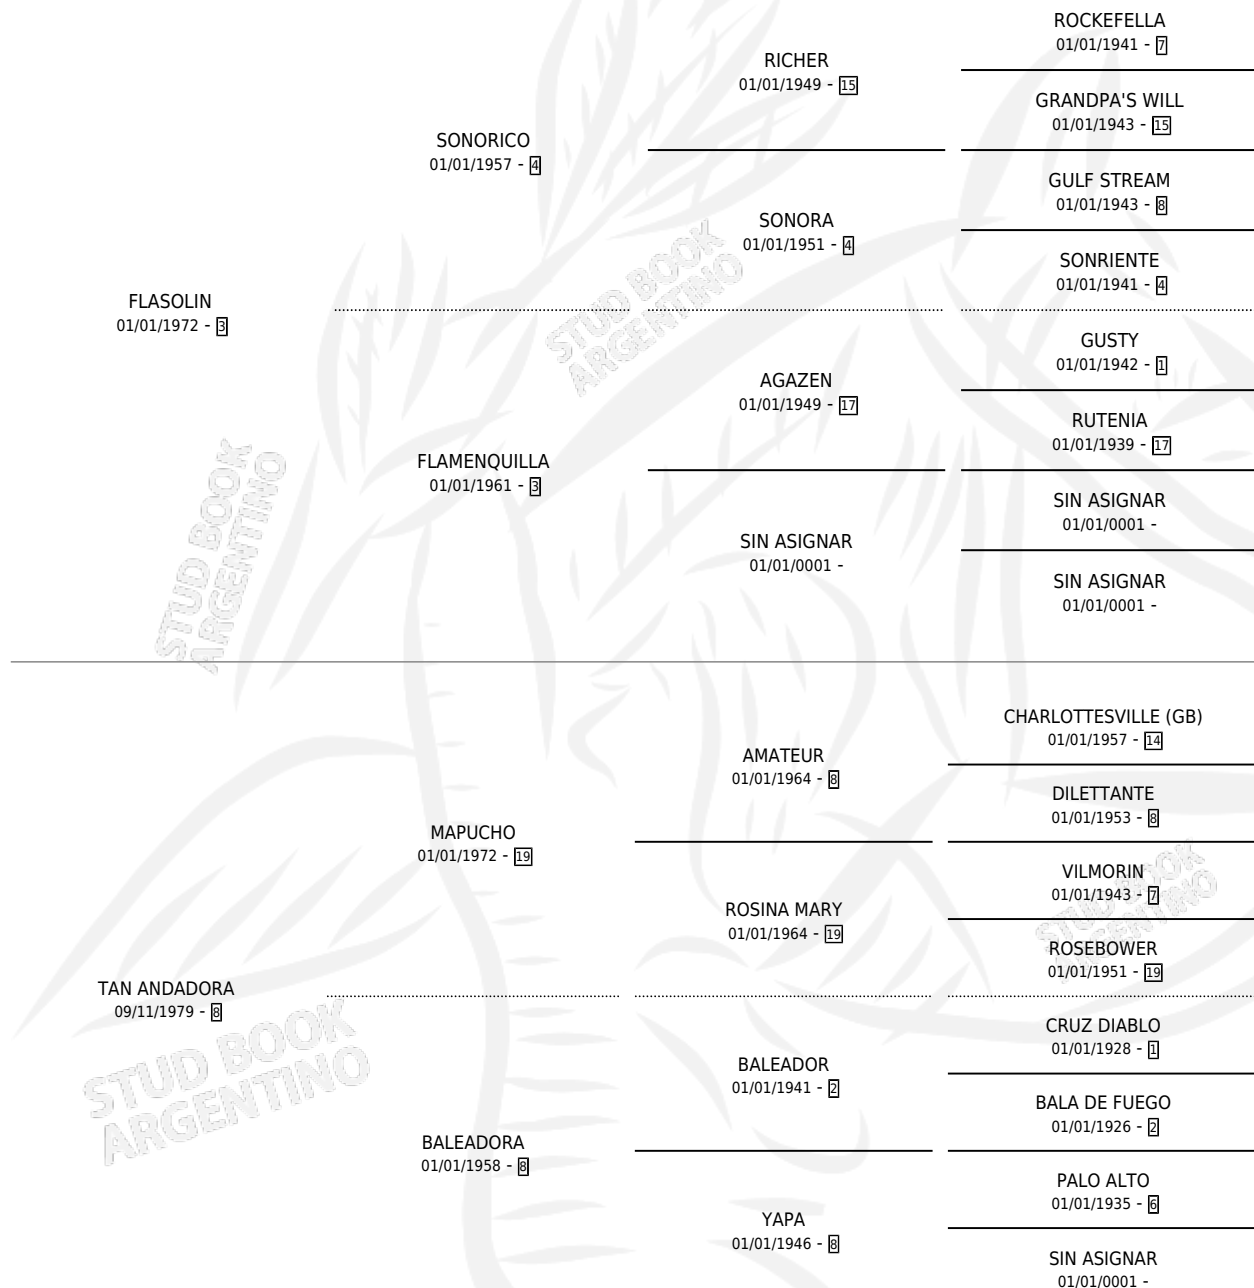 ROCKEFELLA
01/01/1941 - 7
RICHER
01/01/1949 - 15
GRANDPA'S WILL
01/01/1943 - 15
SONORICO
01/01/1957 - 4
GULF STREAM
01/01/1943 - 8
SONORA
01/01/1951 - 4
SONRIENTE
01/01/1941 - 4
FLASOLIN
01/01/1972 - 3
GUSTY
01/01/1942 - 1
AGAZEN
01/01/1949 - 17
RUTENIA
01/01/1939 - 17
FLAMENQUILLA
01/01/1961 - 3
SIN ASIGNAR
01/01/0001 -
SIN ASIGNAR
01/01/0001 -
SIN ASIGNAR
01/01/0001 -
STUD BOOK
ARGENTINO
STUD BOOK
ARGENTINO
CHARLOTTESVILLE (GB)
01/01/1957 - 14
AMATEUR
01/01/1964 - 8
DILETTANTE
01/01/1953 - 8
MAPUCHO
01/01/1972 - 19
VILMORIN
01/01/1943 - 7
ROSINA MARY
01/01/1964 - 19
ROSEBOWER
01/01/1951 - 19
TAN ANDADORA
09/11/1979 - 8
CRUZ DIABLO
01/01/1928 - 1
BALEADOR
01/01/1941 - 2
BALA DE FUEGO
01/01/1926 - 2
BALEADORA
01/01/1958 - 8
PALO ALTO
01/01/1935 - 6
YAPA
01/01/1946 - 8
SIN ASIGNAR
01/01/0001 -
STUD BOOK
ARGENTINO
STUD BOOK
ARGENTINO